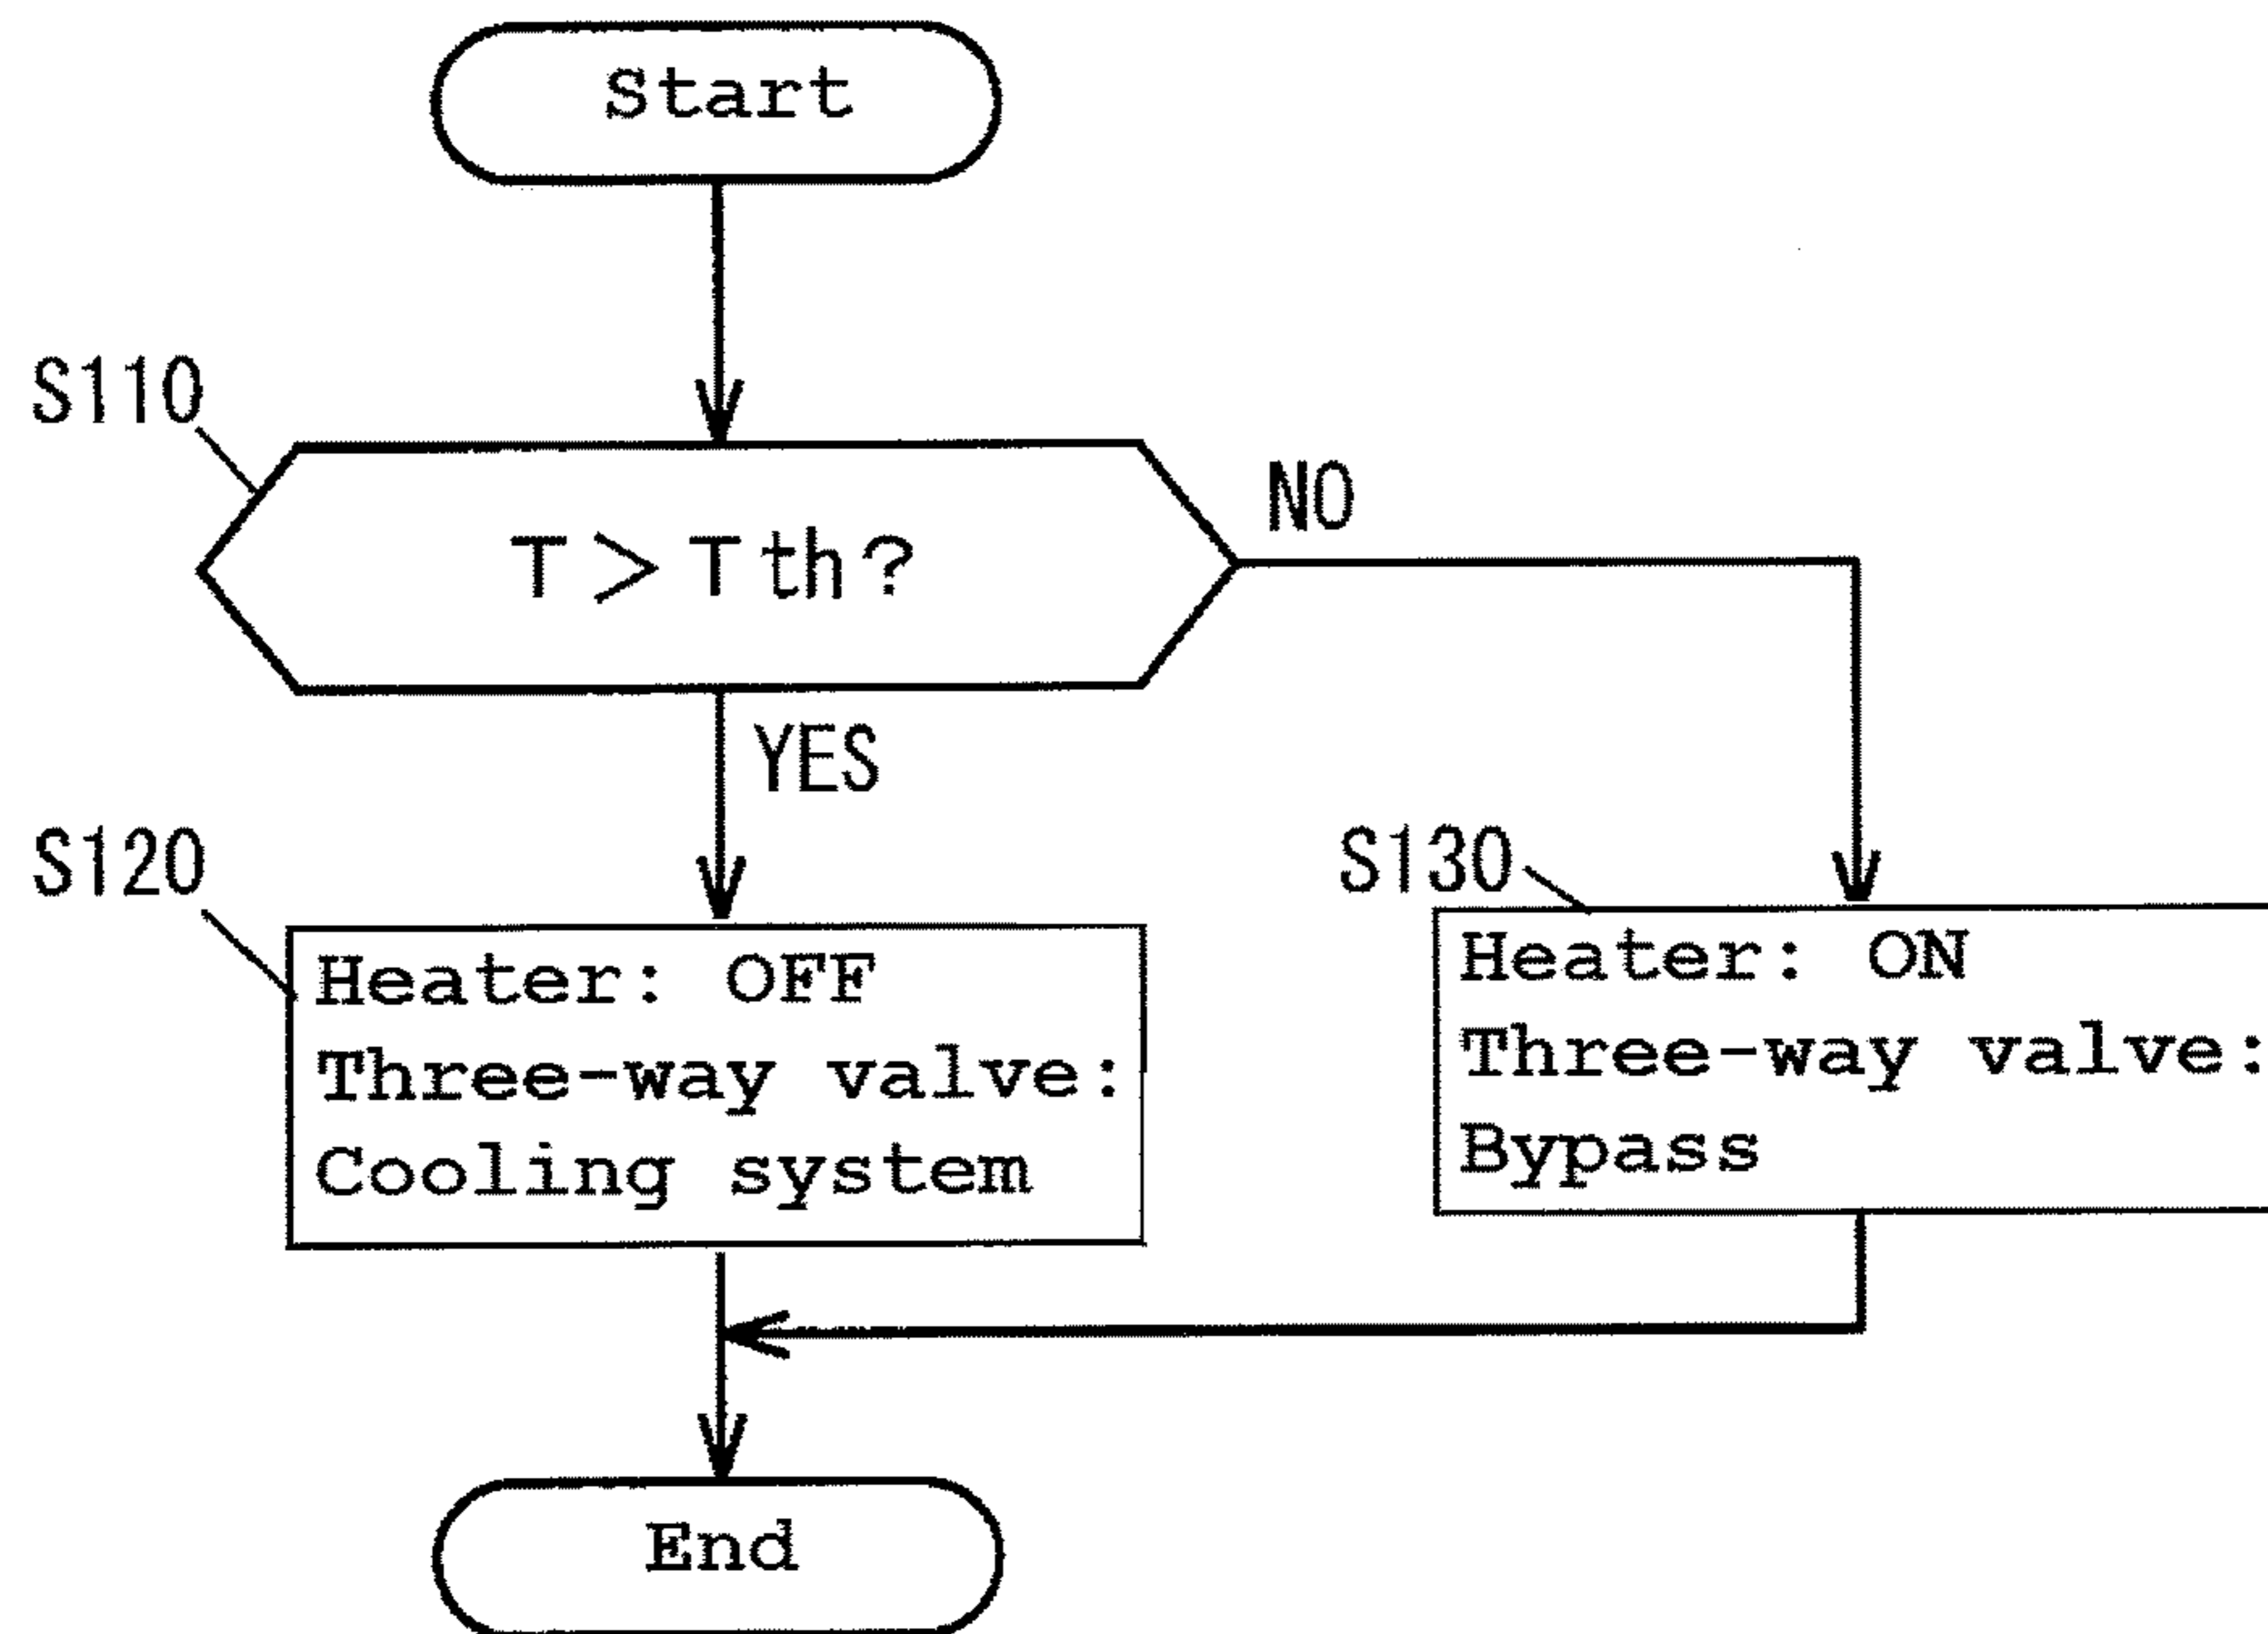 Start
S110
T>Tth?
NO
YES
S120
Heater: OFF
Three-way valve:
Cooling system
S130
Heater: ON
Three-way valve:
Bypass
End